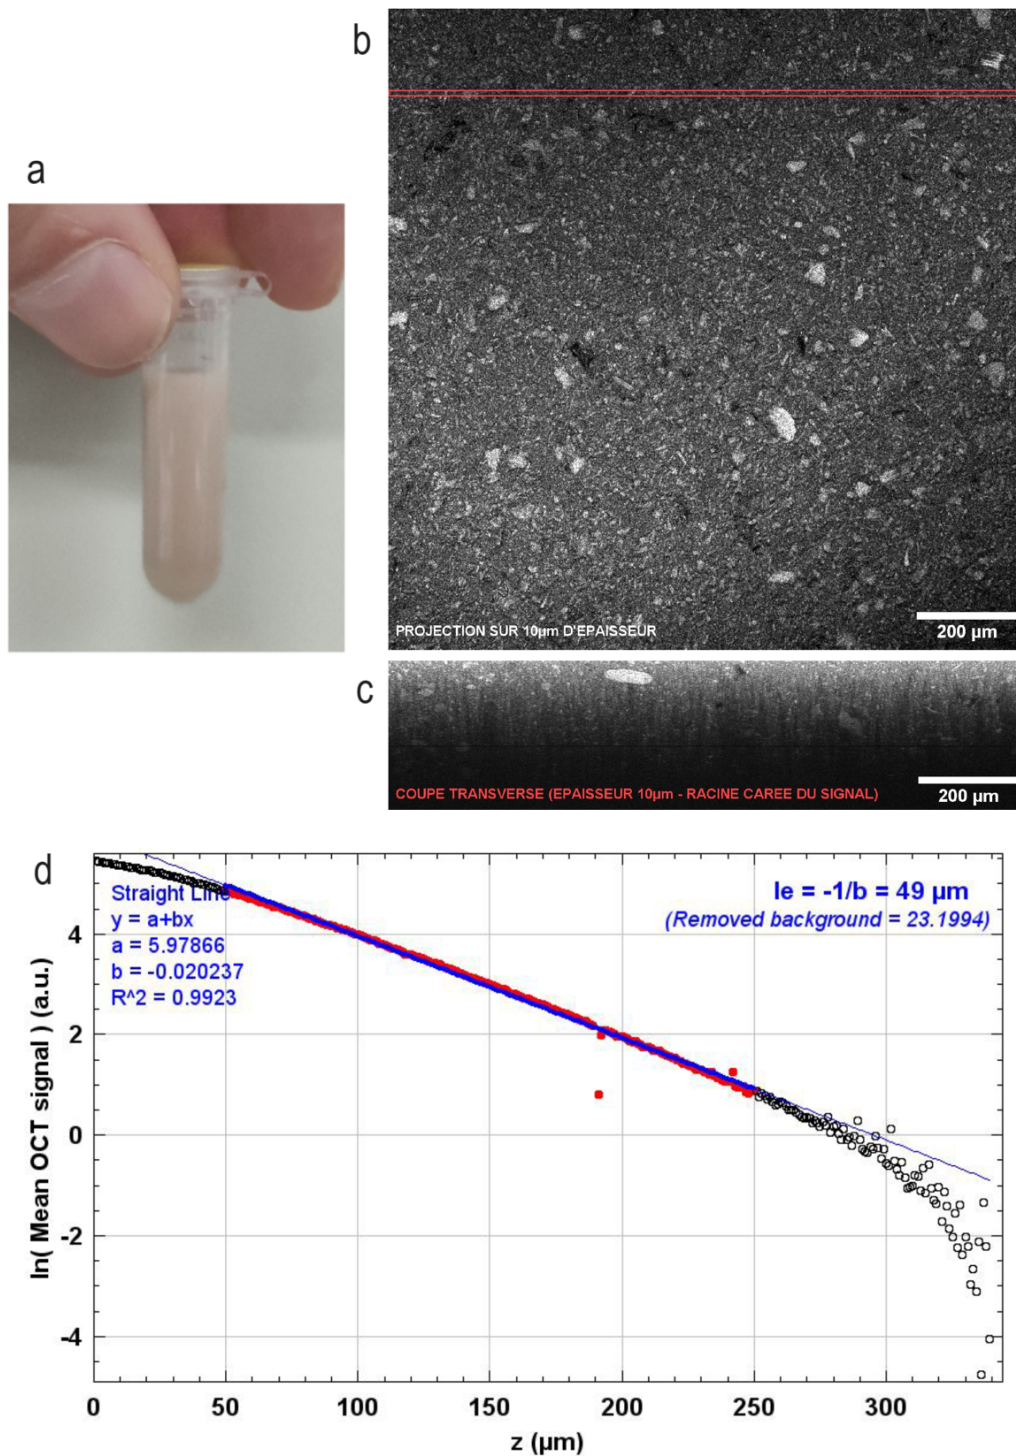 a
b
PROJECTION SUR 10µm D'EPAISSEUR
200 µm
c
COUPE TRANSVERSE (EPAISSEUR 10µm - RACINE CAREE DU SIGNAL)
200 µm
d
Straight Line
y = a+bx
a = 5.97866
b = -0.020237
R^2 = 0.9923
le = -1/b = 49 µm
(Removed background = 23.1994)
ln( Mean OCT signal ) (a.u.)
4
2
0
-2
-4
0 50 100 150 200 250 300
z (µm)